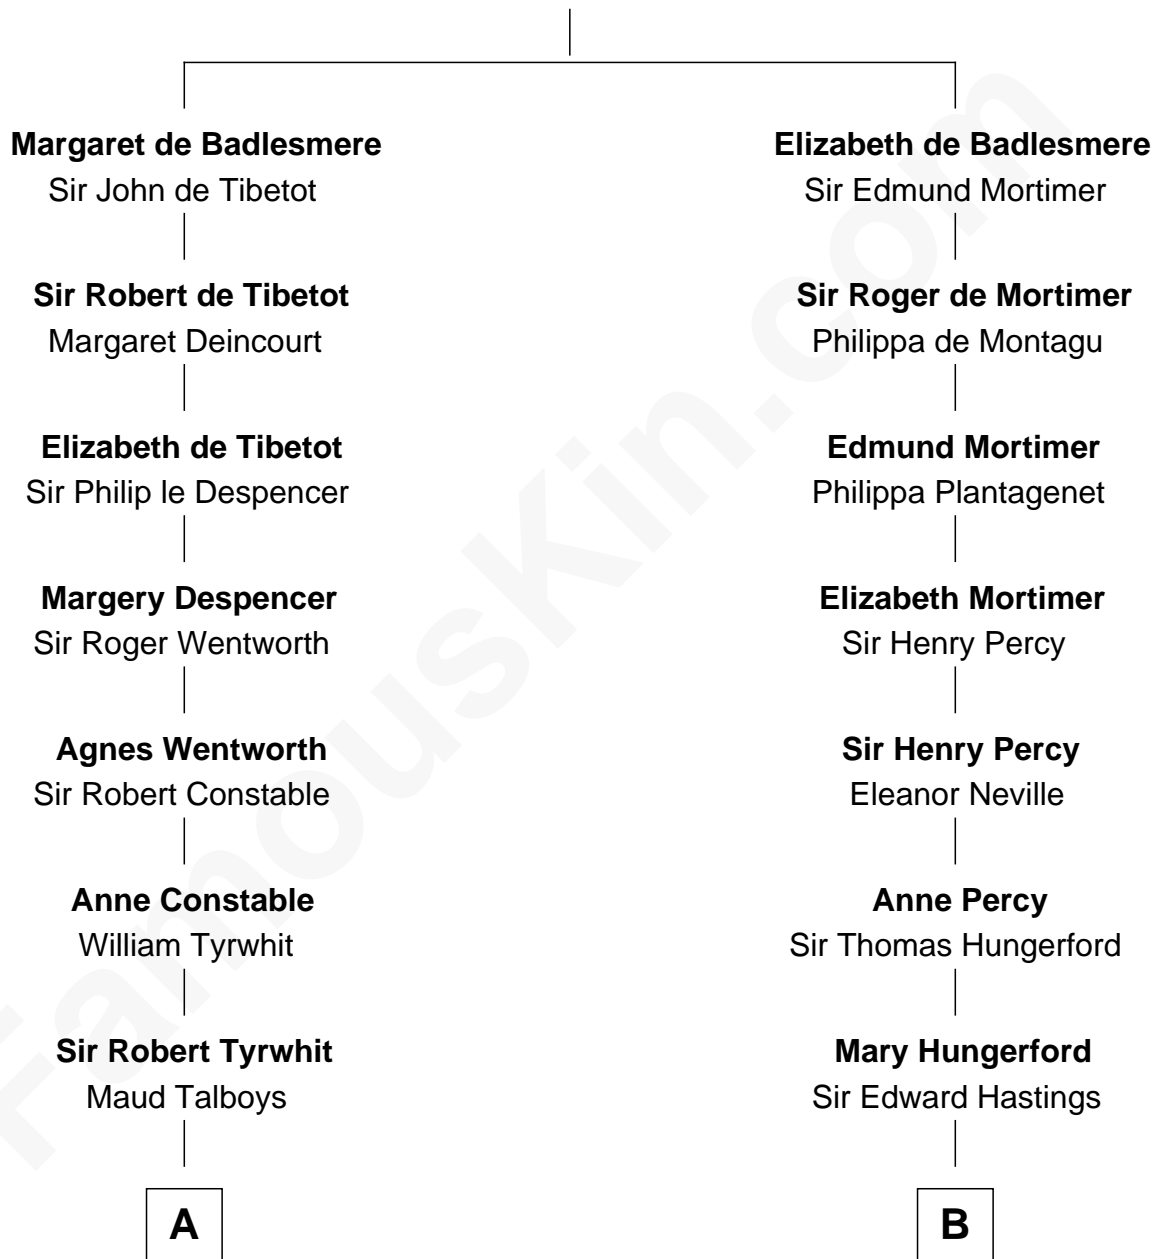 Margaret de Badlesmere
Sir John de Tibetot
Sir Robert de Tibetot
Margaret Deincourt
Elizabeth de Tibetot
Sir Philip le Despencer
Margery Despencer
Sir Roger Wentworth
Agnes Wentworth
Sir Robert Constable
Anne Constable
William Tyrwhit
Sir Robert Tyrwhit
Maud Talboys
A
Elizabeth de Badlesmere
Sir Edmund Mortimer
Sir Roger de Mortimer
Philippa de Montagu
Edmund Mortimer
Philippa Plantagenet
Elizabeth Mortimer
Sir Henry Percy
Sir Henry Percy
Eleanor Neville
Anne Percy
Sir Thomas Hungerford
Mary Hungerford
Sir Edward Hastings
B
FamousKin.com